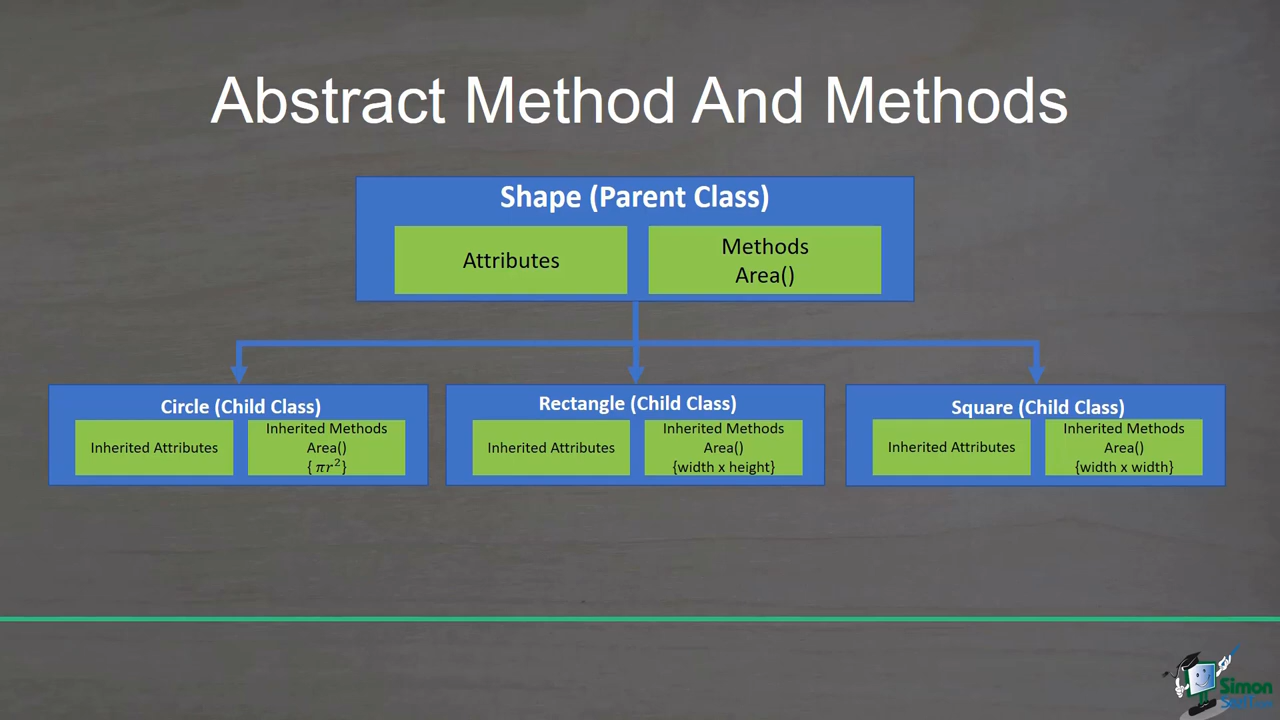 Abstract Method And Methods
Shape (Parent Class)
Attributes
Methods
Area()
Circle (Child Class)
Inherited Attributes
Inherited Methods
Area()
{ πr²}
Rectangle (Child Class)
Inherited Attributes
Inherited Methods
Area()
{width x height}
Square (Child Class)
Inherited Attributes
Inherited Methods
Area()
{width x width}
Simon